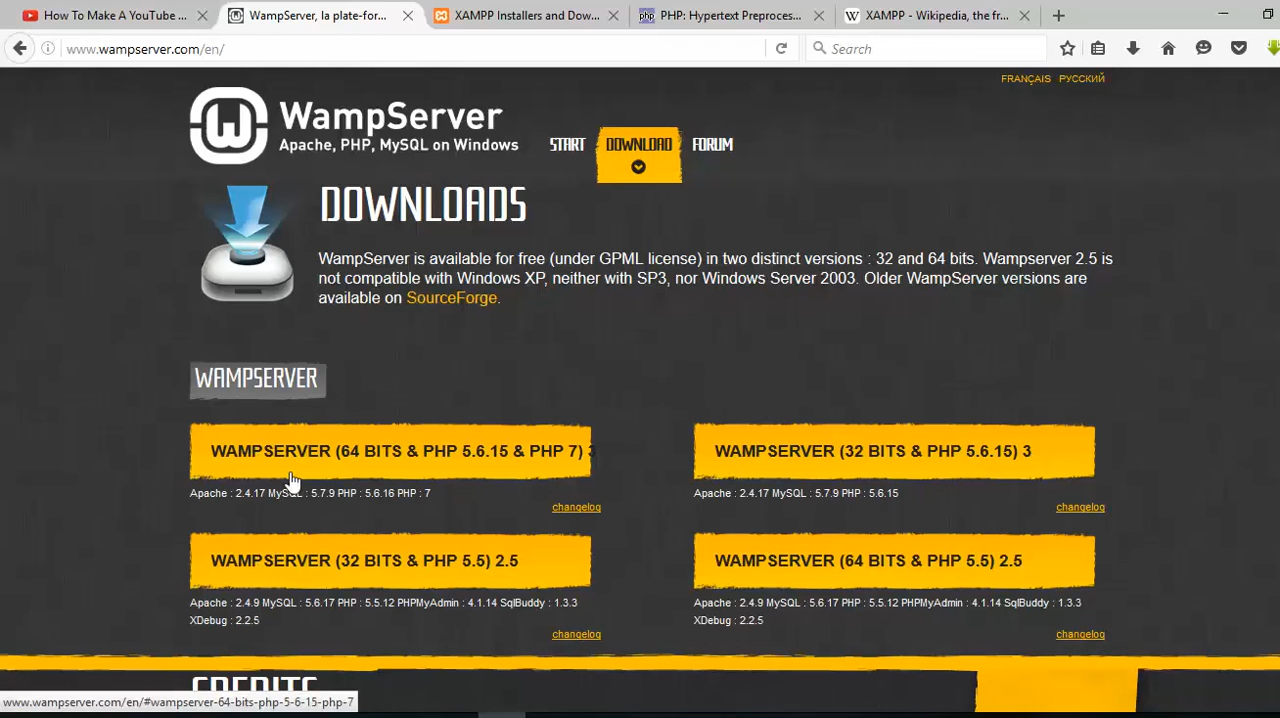 How To Make A YouTube ...
WampServer, la plate-for...
XAMPP Installers and Dow...
php PHP: Hypertext Preproces...
W XAMPP - Wikipedia, the fr...
www.wampserver.com/en/
Search
FRANÇAIS РУССКИЙ
WampServer
Apache, PHP, MySQL on Windows
START DOWNLOAD FORUM
DOWNLOADS
WampServer is available for free (under GPML license) in two distinct versions : 32 and 64 bits. Wampserver 2.5 is
not compatible with Windows XP, neither with SP3, nor Windows Server 2003. Older WampServer versions are
available on SourceForge.
WAMPSERVER
WAMPSERVER (64 BITS & PHP 5.6.15 & PHP 7) 3
Apache : 2.4.17 MySQL : 5.7.9 PHP : 5.6.16 PHP : 7
changelog
WAMPSERVER (32 BITS & PHP 5.6.15) 3
Apache : 2.4.17 MySQL : 5.7.9 PHP : 5.6.15
changelog
WAMPSERVER (32 BITS & PHP 5.5) 2.5
Apache : 2.4.9 MySQL : 5.6.17 PHP : 5.5.12 PHPMyAdmin : 4.1.14 SqlBuddy : 1.3.3
XDebug : 2.2.5
changelog
WAMPSERVER (64 BITS & PHP 5.5) 2.5
Apache : 2.4.9 MySQL : 5.6.17 PHP : 5.5.12 PHPMyAdmin : 4.1.14 SqlBuddy : 1.3.3
XDebug : 2.2.5
changelog
CREDITS
www.wampserver.com/en/#wampserver-64-bits-php-5-6-15-php-7